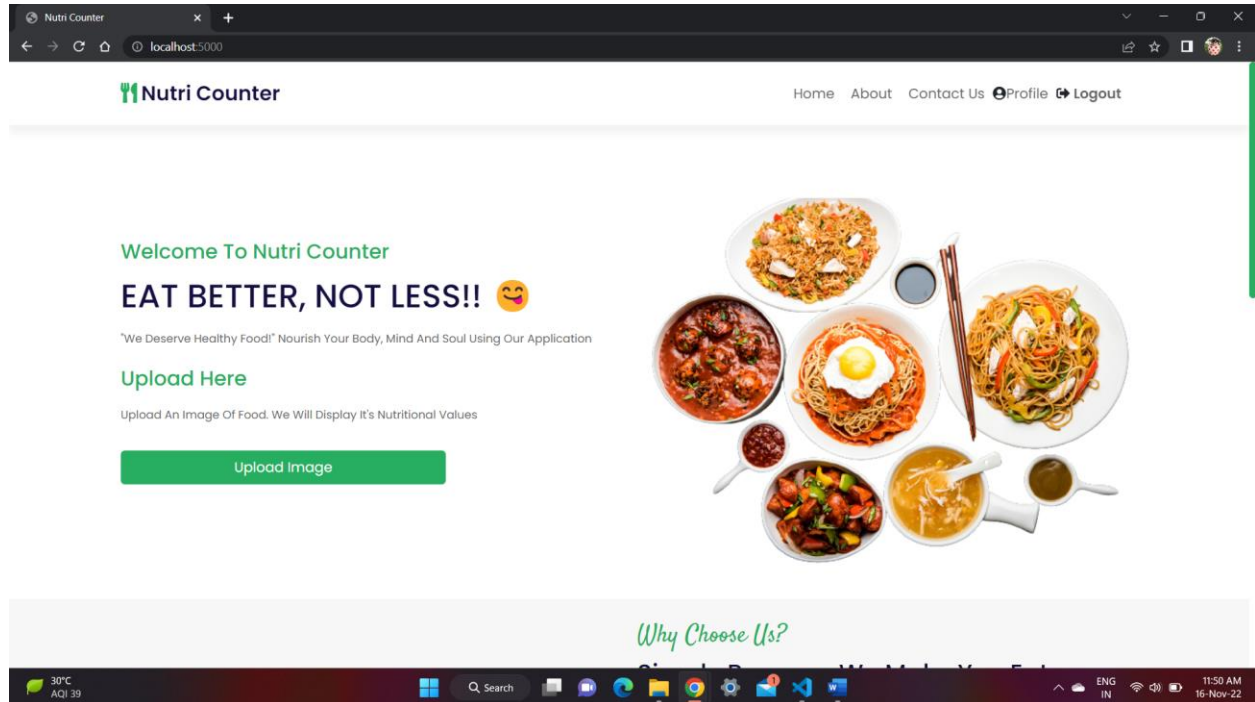 Nutri Counter
localhost:5000
Nutri Counter
Home About Contact Us Profile Logout
Welcome To Nutri Counter
EAT BETTER, NOT LESS!! 😋
"We Deserve Healthy Food!" Nourish Your Body, Mind And Soul Using Our Application
Upload Here
Upload An Image Of Food. We Will Display It's Nutritional Values
Upload Image
Why Choose Us?
30°C
AQI 39
Search
ENG
IN
11:50 AM
16-Nov-22